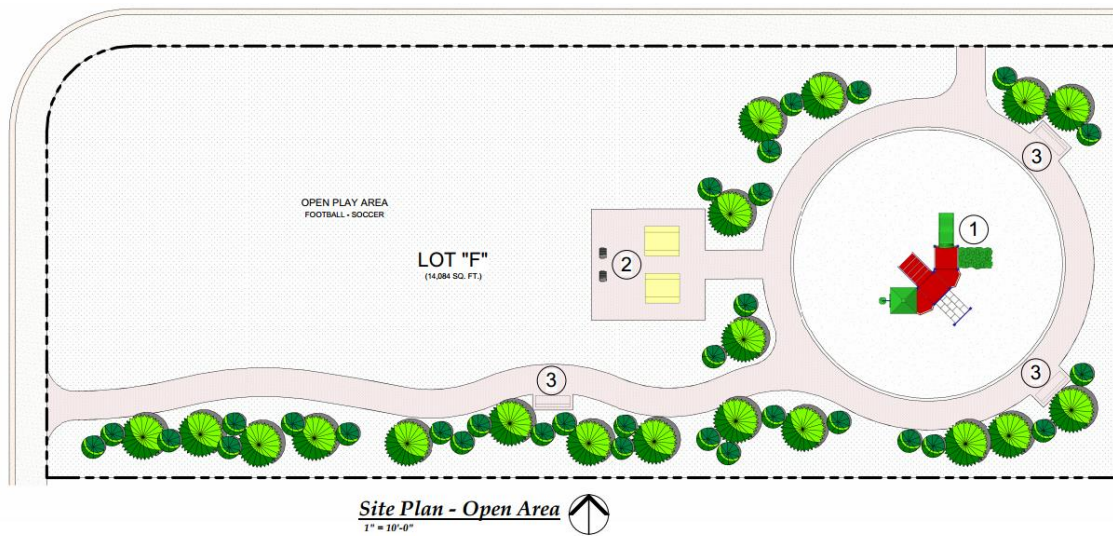 1
3
OPEN PLAY AREA
FOOTBALL • SOCCER
LOT "F"
(14,084 SQ. FT.)
2
3
3
Site Plan - Open Area
1" = 10'-0"